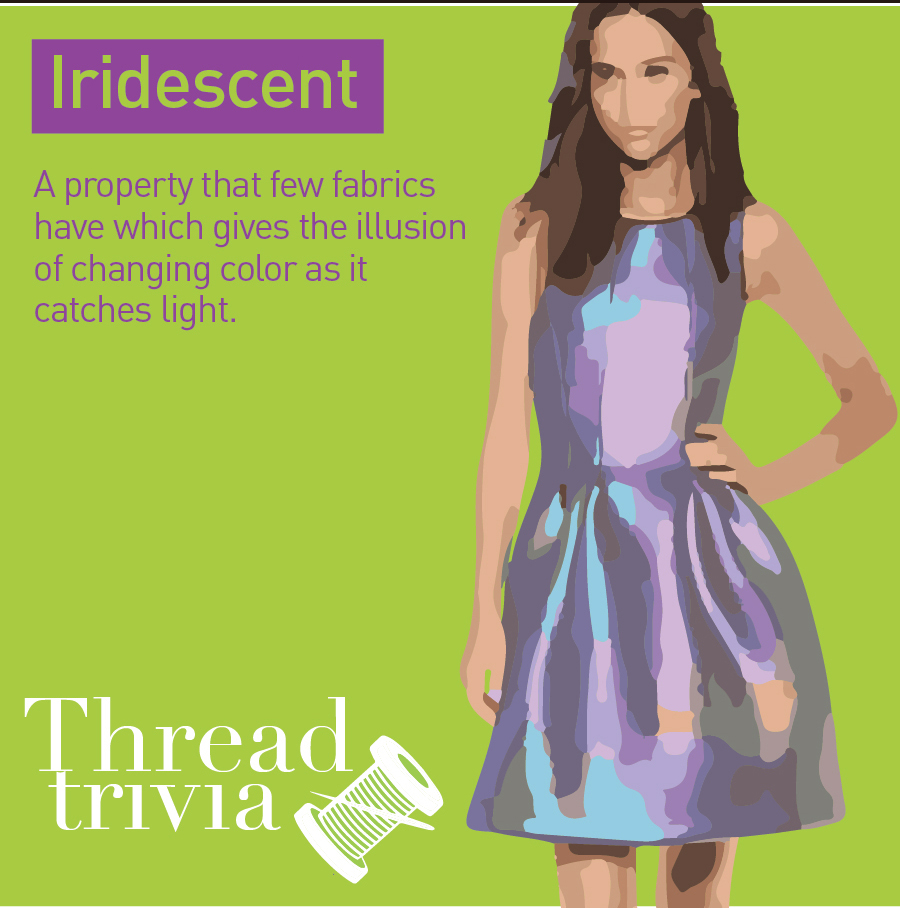 Iridescent
A property that few fabrics
have which gives the illusion
of changing color as it
catches light.
Thread
trivia